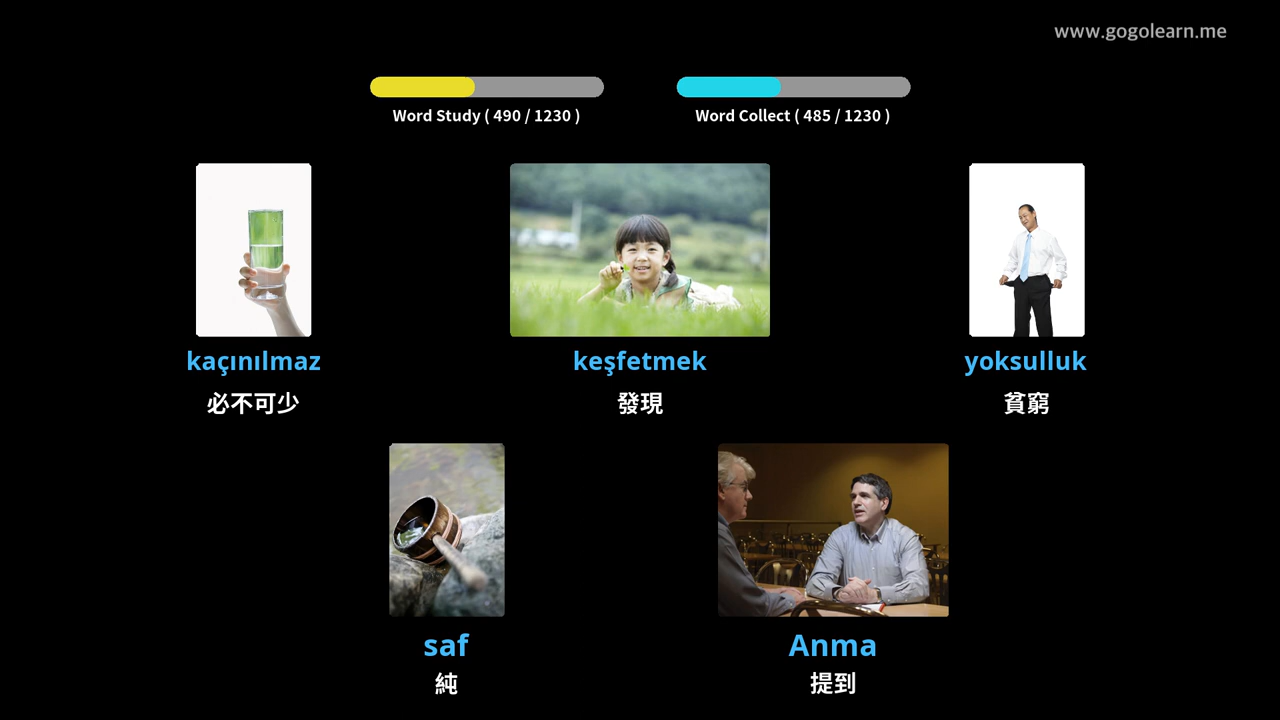 www.gogolearn.me
Word Study ( 490 / 1230 )
Word Collect ( 485 / 1230 )
kaçınılmaz
keşfetmek
yoksulluk
必不可少
發現
貧窮
saf
Anma
純
提到